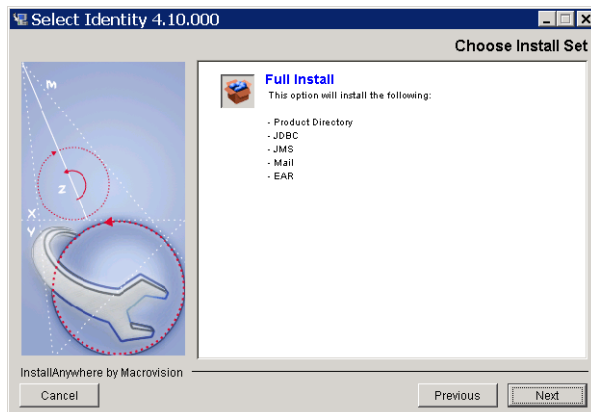 Select Identity 4.10.000
Choose Install Set
Full Install
This option will install the following:
- Product Directory
- JDBC
- JMS
- Mail
- EAR
M
Z
X
Y
InstallAnywhere by Macrovision
Cancel
Previous
Next